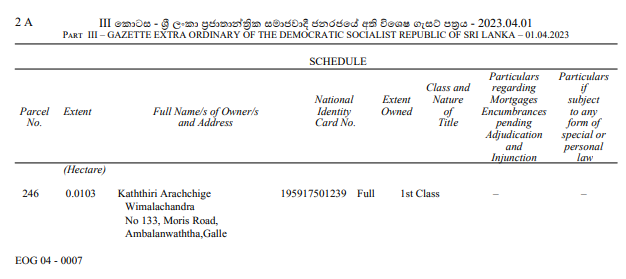 2 A
III කොටස - ශ්‍රී ලංකා ප්‍රජාතාන්ත්‍රික සමාජවාදී ජනරජයේ අති විශෙෂ ගැසට් පත්‍රය - 2023.04.01
PART III – GAZETTE EXTRA ORDINARY OF THE DEMOCRATIC SOCIALIST REPUBLIC OF SRI LANKA – 01.04.2023
SCHEDULE
Parcel
No.
Extent
Full Name/s of Owner/s
and Address
National
Identity
Card No.
Extent
Owned
Class and
Nature
of
Title
Particulars
regarding
Mortgages
Encumbrances
pending
Adjudication
and
Injunction
Particulars
if
subject
to any
form of
special or
personal
law
(Hectare)
246 0.0103 Kaththiri Arachchige 195917501239 Full 1st Class – –
Wimalachandra
No 133, Moris Road,
Ambalanwaththa,Galle
EOG 04 - 0007